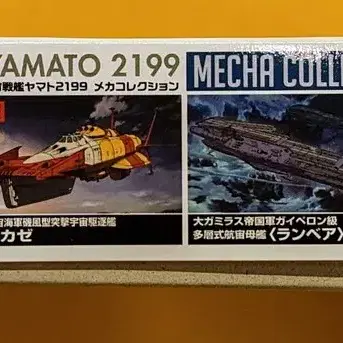 YAMATO 2199
戦艦ヤマト2199 メカコレクション
海軍磯風型突撃宇宙駆逐艦
カゼ
MECHA COLLE
大ガミラス帝国軍ガイペロン級
多層式航宙母艦〈ランベア〉